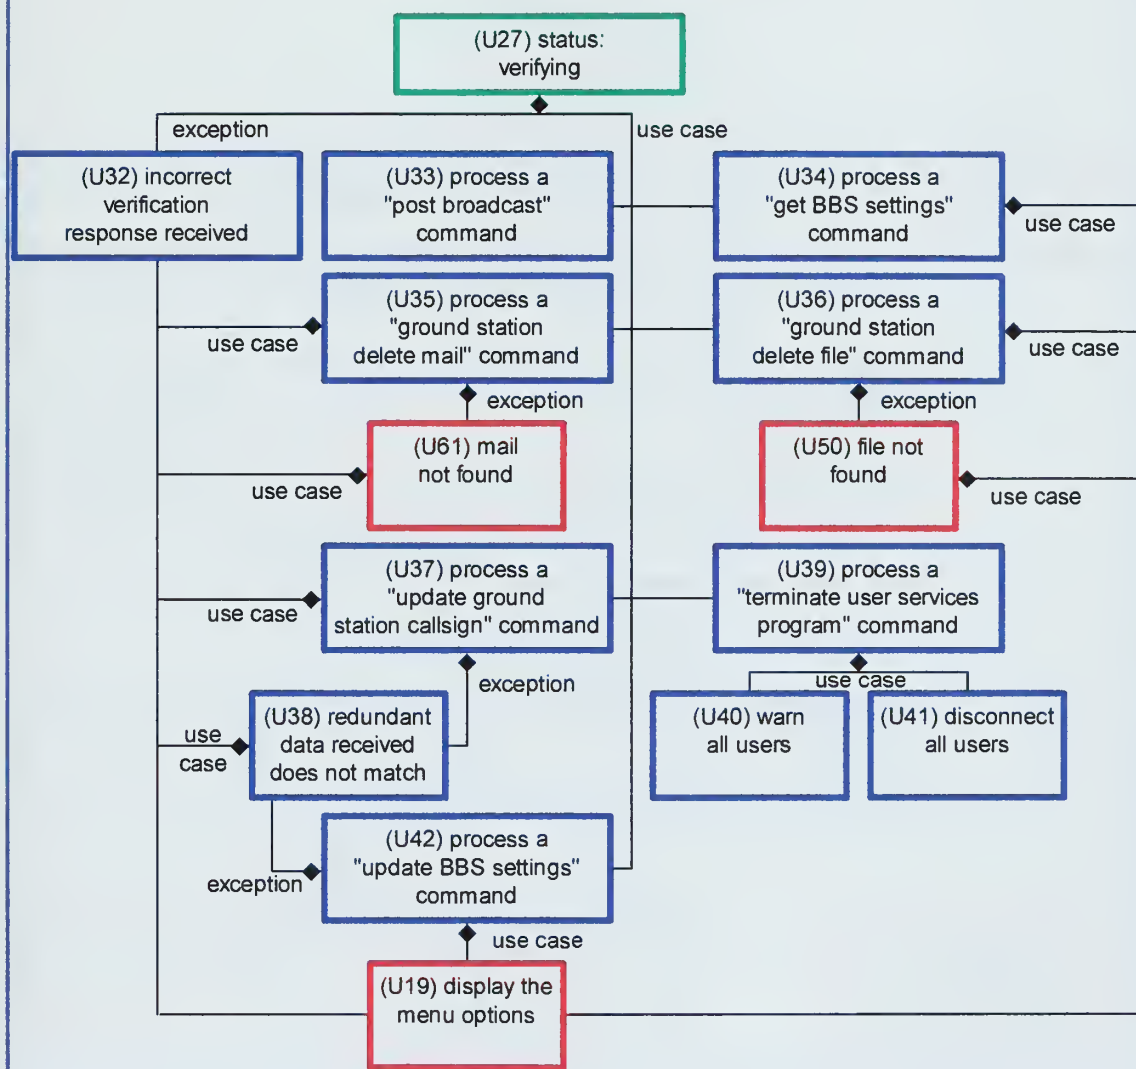 (U27) status:
verifying
exception
use case
(U32) incorrect
verification
response received
(U33) process a
"post broadcast"
command
(U34) process a
"get BBS settings"
command
use case
(U35) process a
"ground station
delete mail" command
use case
(U36) process a
"ground station
delete file" command
use case
exception
exception
(U61) mail
not found
use case
(U50) file not
found
use case
(U37) process a
"update ground
station callsign" command
use case
(U39) process a
"terminate user services
program" command
exception
use case
(U38) redundant
data received
does not match
use
case
(U40) warn
all users
(U41) disconnect
all users
(U42) process a
"update BBS settings"
command
exception
use case
(U19) display the
menu options